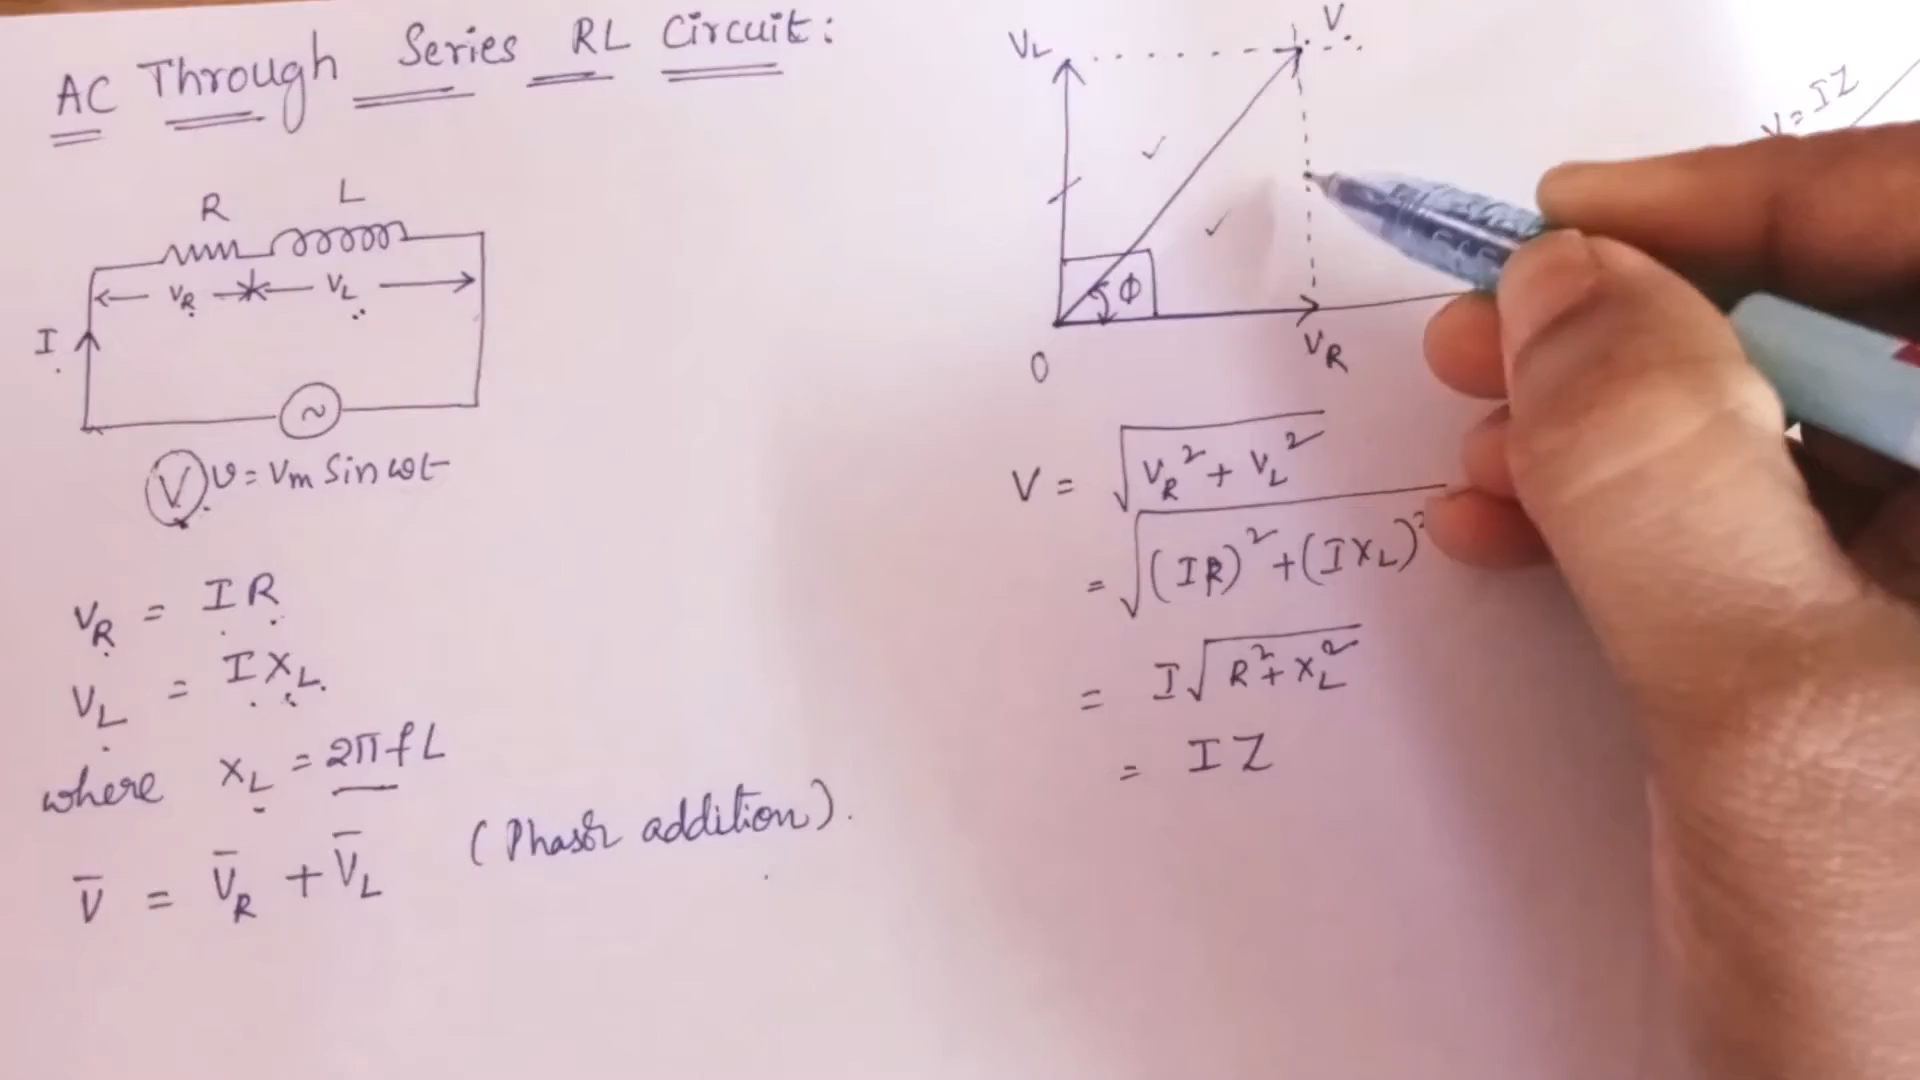 AC Through Series RL Circuit:
R L
VR VL
I
~
V υ = Vm Sin ωt
VR = IR
VL = IXL
where XL = 2πfL
V̄ = V̄R + V̄L (Phasor addition).
VL V
ϕ
O VR
V = √(VR² + VL²)
= √((IR)² + (IXL)²)
= I√(R² + XL²)
= IZ
V = IZ